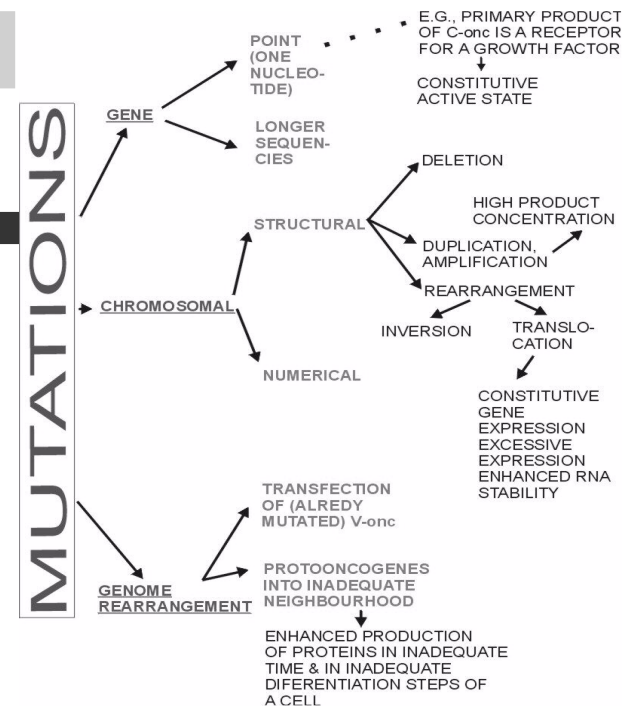 MUTATIONS
GENE
POINT
(ONE
NUCLEO-
TIDE)
E.G., PRIMARY PRODUCT
OF C-onc IS A RECEPTOR
FOR A GROWTH FACTOR
CONSTITUTIVE
ACTIVE STATE
LONGER
SEQUEN-
CIES
CHROMOSOMAL
STRUCTURAL
DELETION
DUPLICATION,
AMPLIFICATION
HIGH PRODUCT
CONCENTRATION
REARRANGEMENT
INVERSION
TRANSLO-
CATION
CONSTITUTIVE
GENE
EXPRESSION
EXCESSIVE
EXPRESSION
ENHANCED RNA
STABILITY
NUMERICAL
GENOME
REARRANGEMENT
TRANSFECTION
OF (ALREDY
MUTATED) V-onc
PROTOONCOGENES
INTO INADEQUATE
NEIGHBOURHOOD
ENHANCED PRODUCTION
OF PROTEINS IN INADEQUATE
TIME & IN INADEQUATE
DIFERENTIATION STEPS OF
A CELL